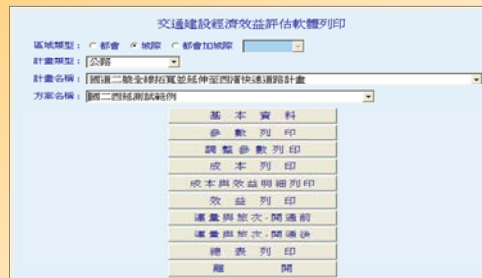 交通建設經濟效益評估軟體列印
區域類型： 都會 城際 都會加城際
計畫類型： 公路
計畫名稱： 國道二號全線拓寬並延伸至西濱快速道路計畫
方案名稱： 國二西延測試範例
基 本 資 料
參 數 列 印
調 整 參 數 列 印
成 本 列 印
成本與效益明細列印
效 益 列 印
運量與旅次-開通前
運量與旅次-開通後
總 表 列 印
離 開